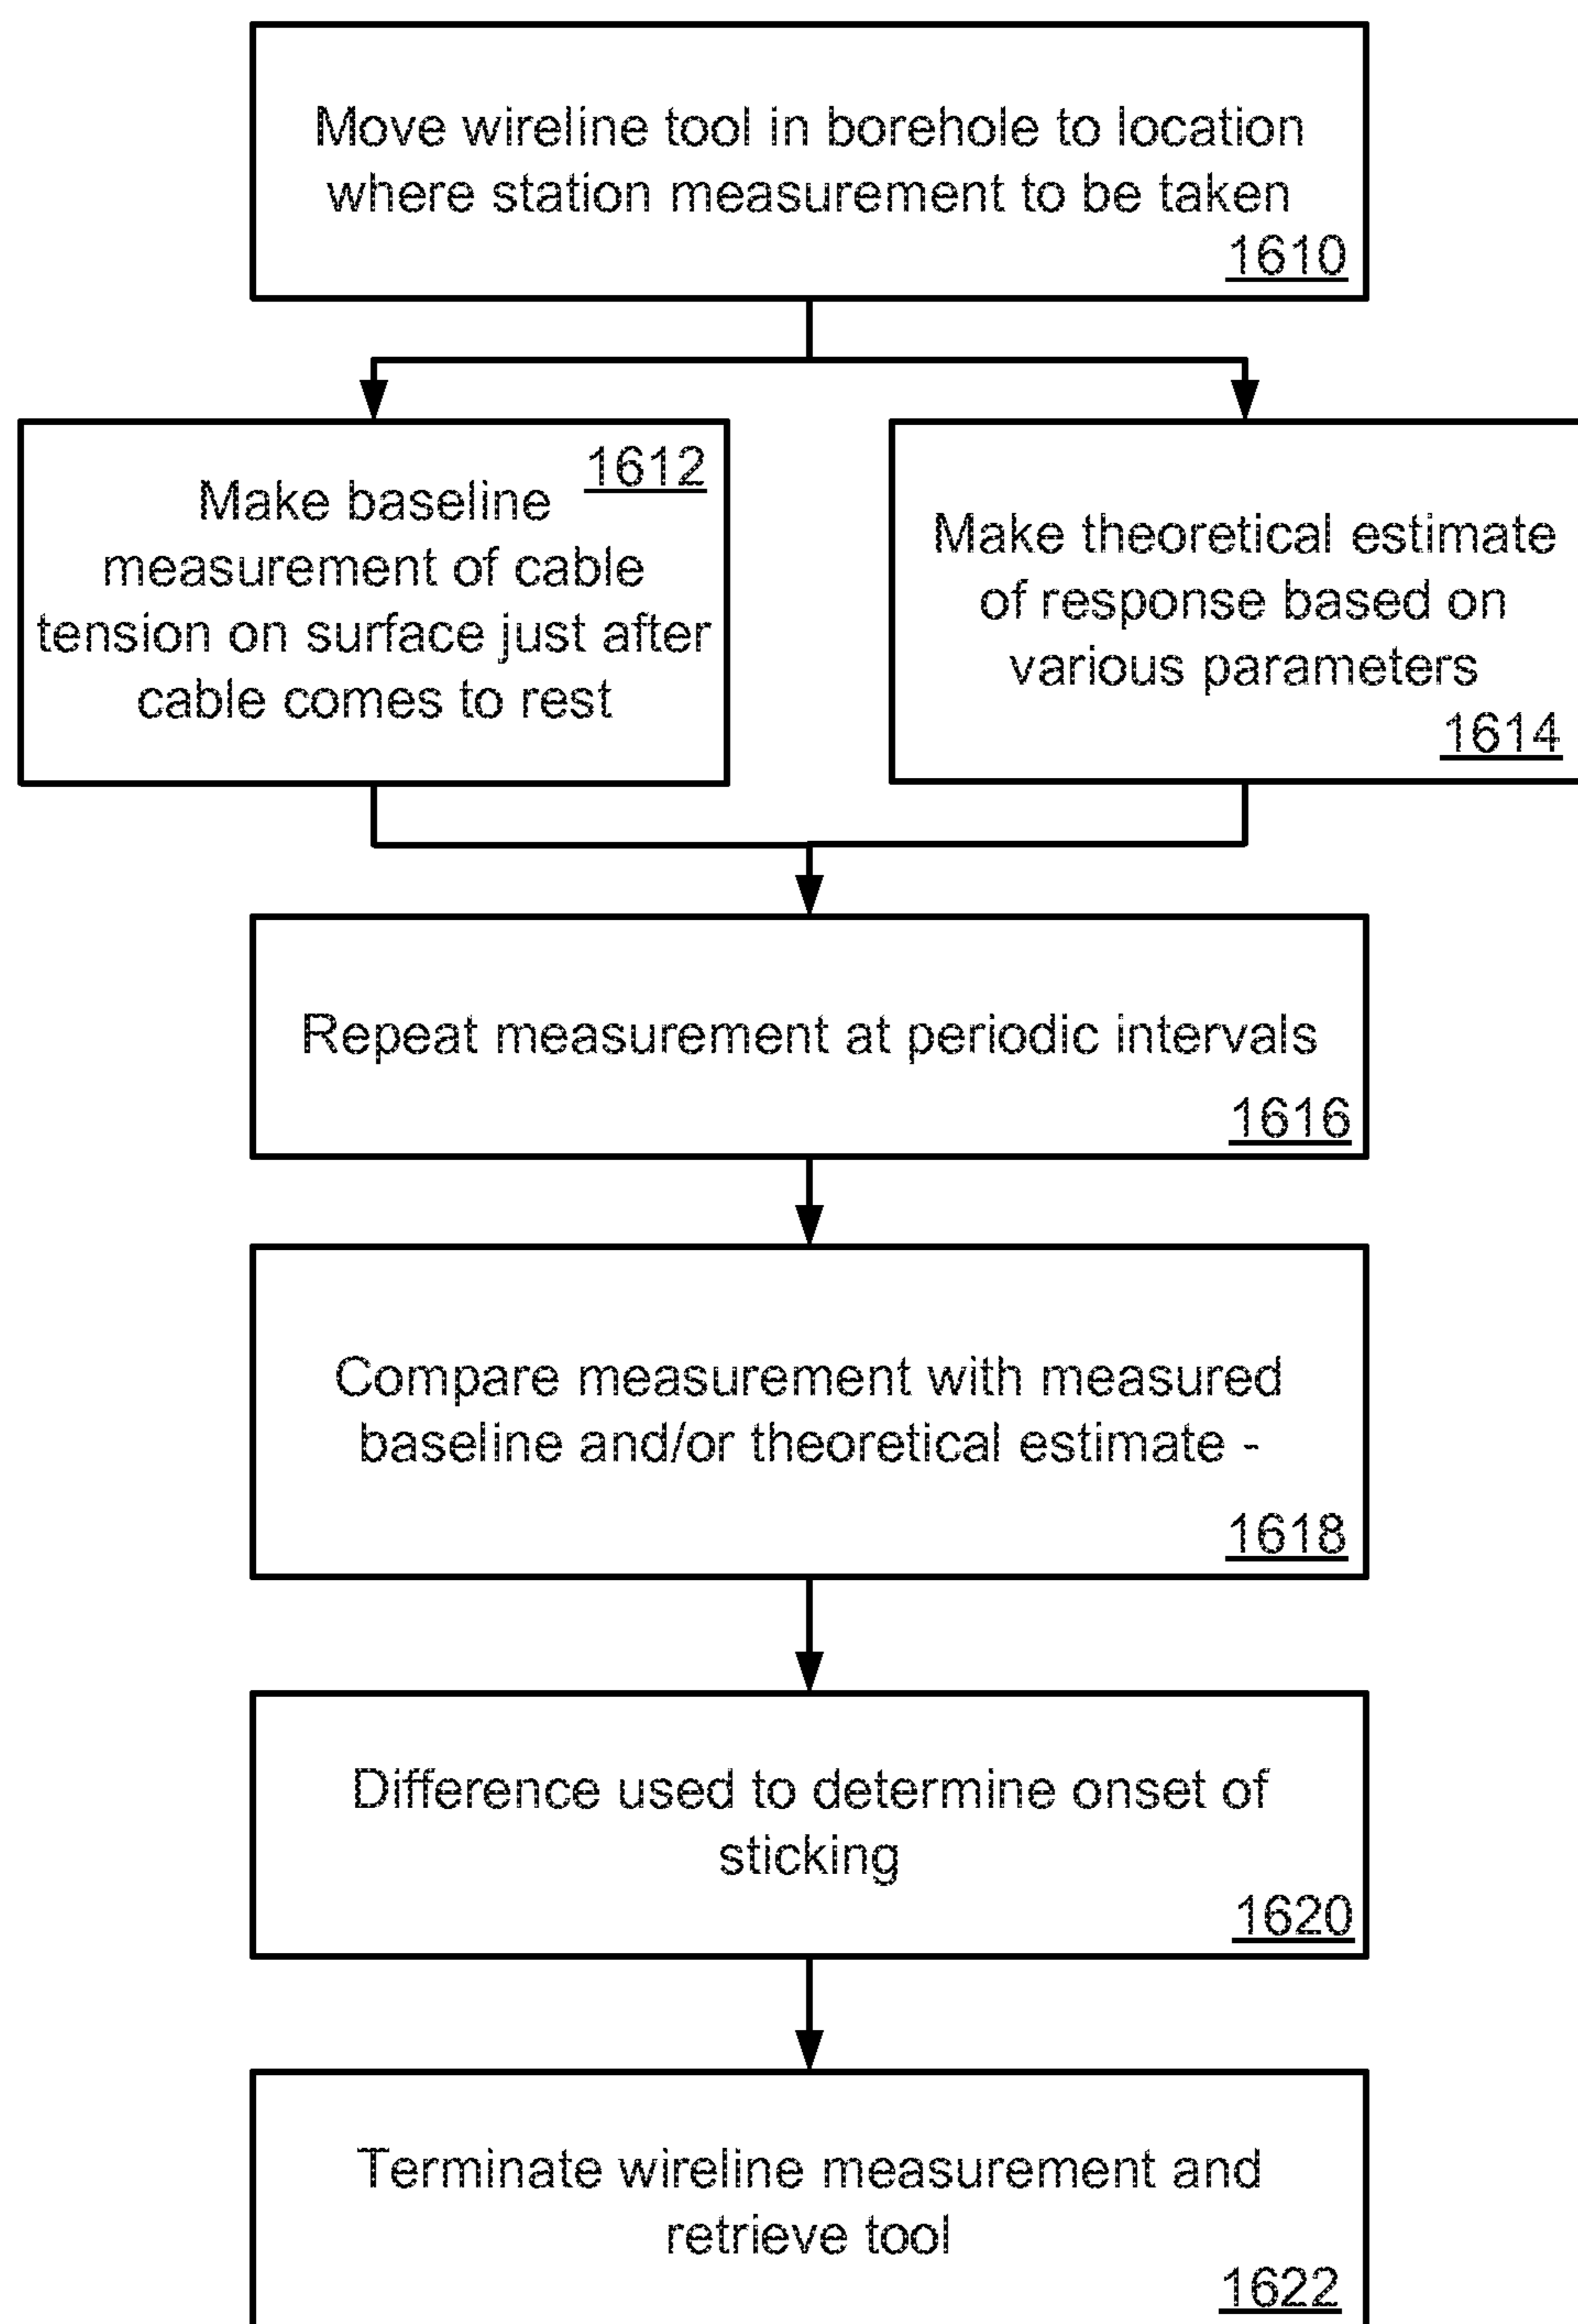 Move wireline tool in borehole to location
where station measurement to be taken
1610
1612
Make baseline
measurement of cable
tension on surface just after
cable comes to rest
Make theoretical estimate
of response based on
various parameters
1614
Repeat measurement at periodic intervals
1616
Compare measurement with measured
baseline and/or theoretical estimate -
1618
Difference used to determine onset of
sticking
1620
Terminate wireline measurement and
retrieve tool
1622